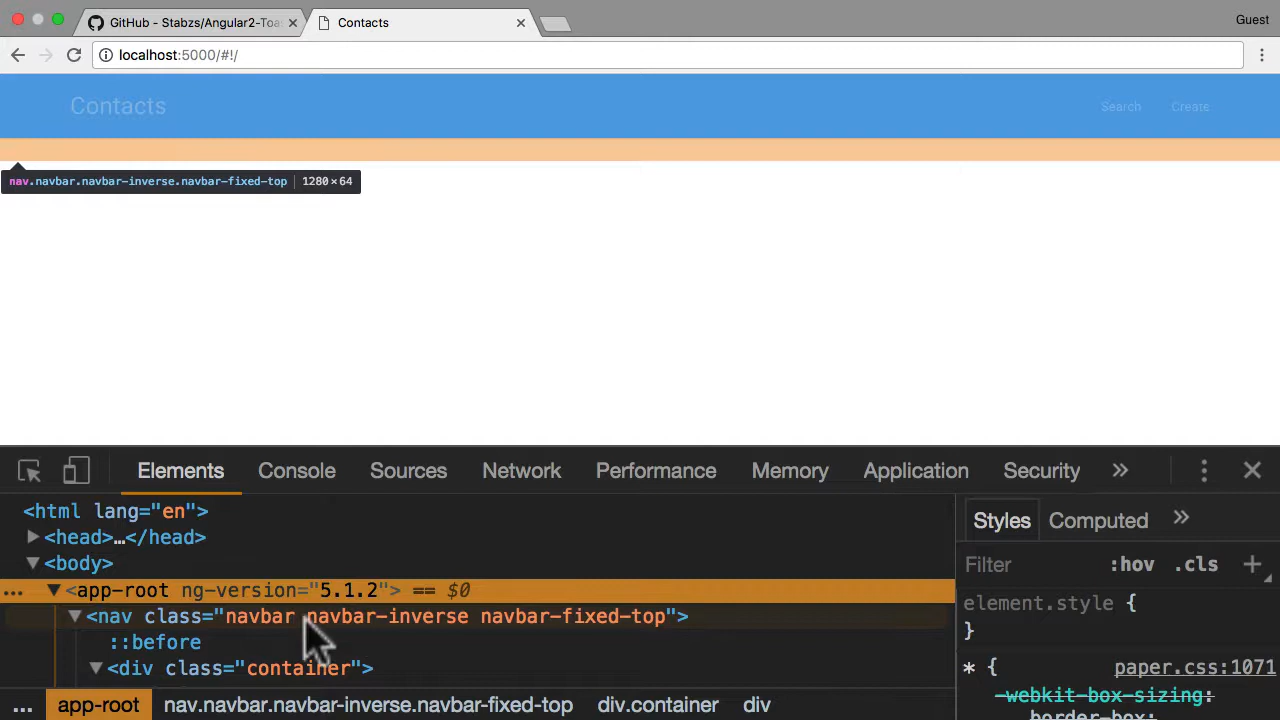 GitHub - Stabzs/Angular2-Toas
Contacts
Guest
localhost:5000/#!/
Contacts
Search
Create
nav.navbar.navbar-inverse.navbar-fixed-top
1280×64
Elements
Console
Sources
Network
Performance
Memory
Application
Security
»
<html lang="en">
<head>…</head>
<body>
... <app-root ng-version="5.1.2"> == $0
<nav class="navbar navbar-inverse navbar-fixed-top">
::before
<div class="container">
... app-root nav.navbar.navbar-inverse.navbar-fixed-top div.container div
Styles
Computed
»
Filter
:hov .cls +
element.style {
}
* { paper.css:1071
-webkit-box-sizing:
border-box;